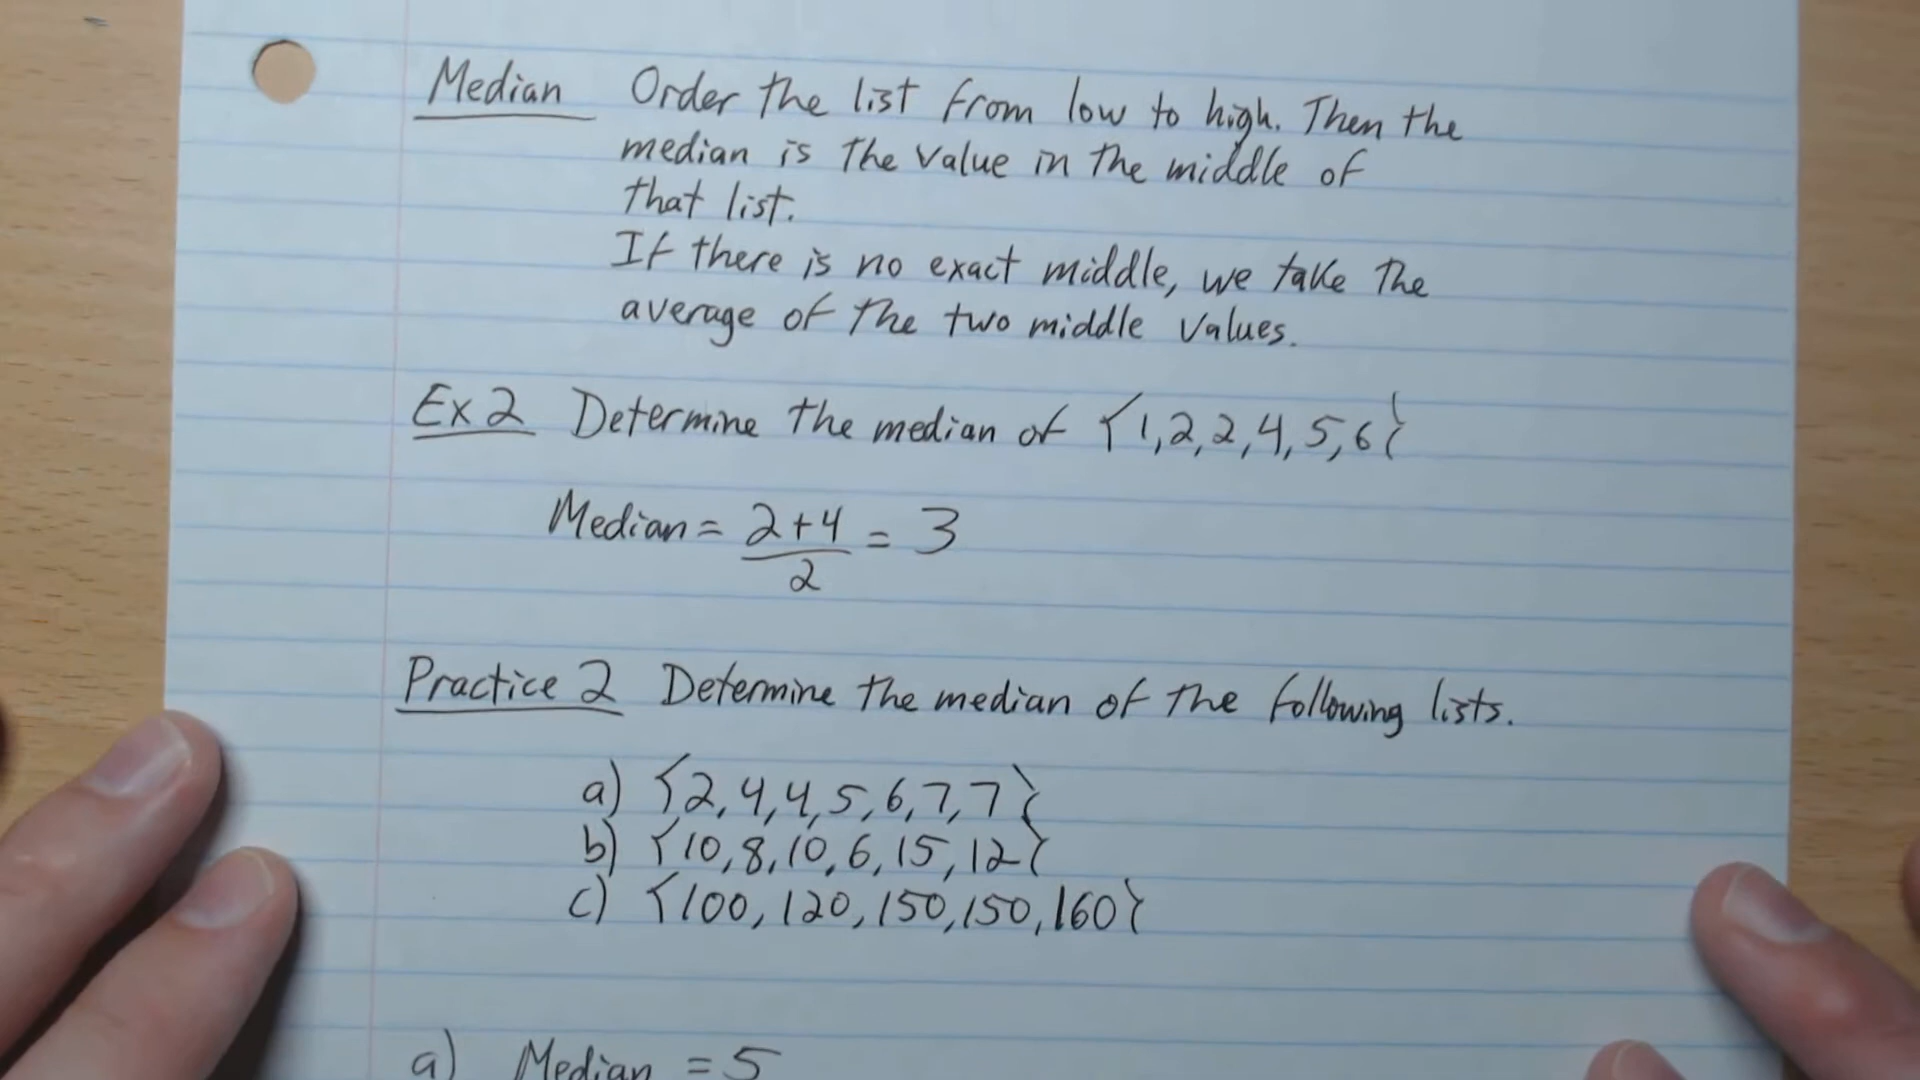 Median Order the list from low to high. Then the
median is the value in the middle of
that list.
If there is no exact middle, we take the
average of the two middle values.
Ex 2 Determine the median of {1,2,2,4,5,6}
Median = 2+4 = 3
2
Practice 2 Determine the median of the following lists.
a) {2,4,4,5,6,7,7}
b) {10,8,10,6,15,12}
c) {100,120,150,150,160}
a) Median = 5